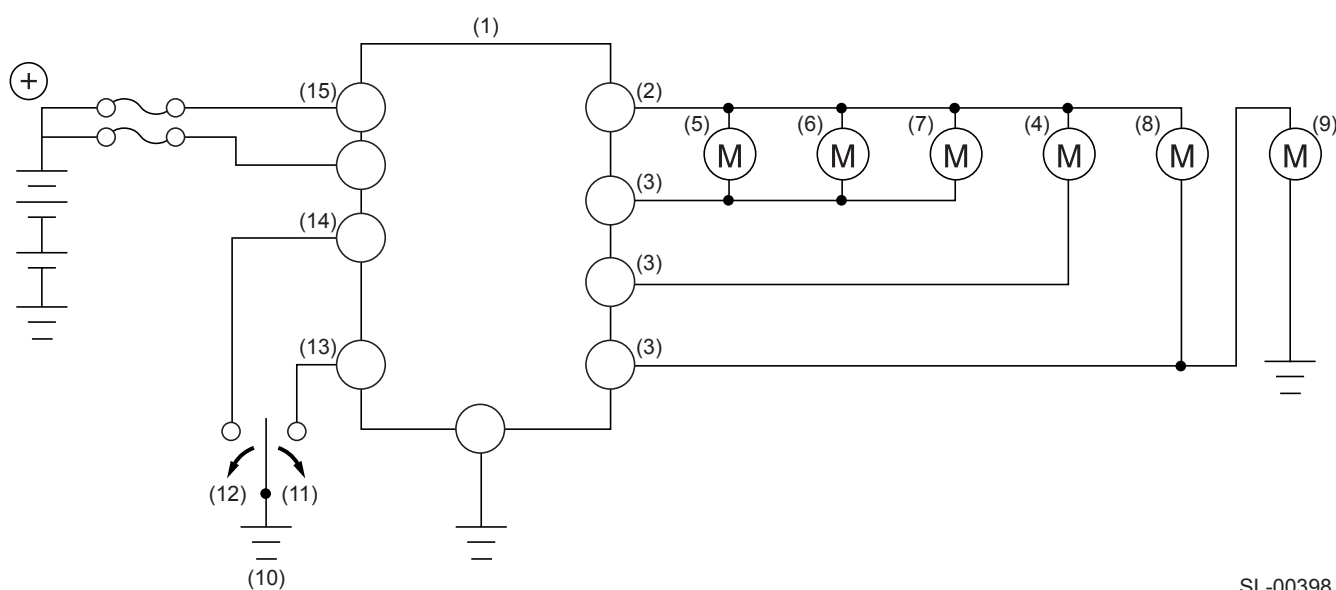 (1)
+
(15)
(2)
(5)
(6)
(7)
(4)
(8)
(9)
M
M
M
M
M
M
(3)
(14)
(3)
(13)
(3)
(12)
(11)
(10)
SL-00398